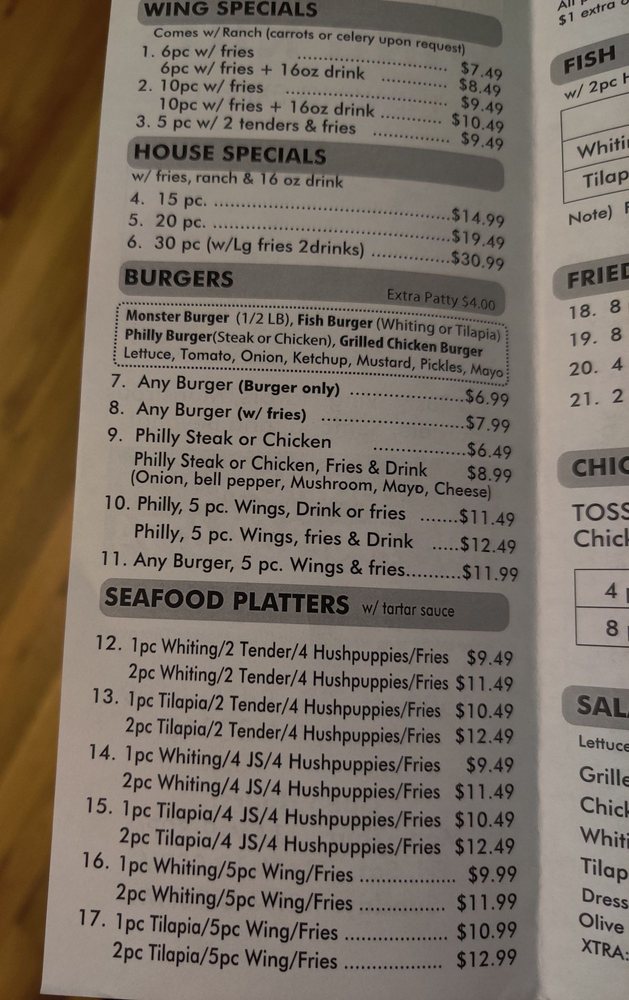 WING SPECIALS
Comes w/Ranch (carrots or celery upon request)
1. 6pc w/ fries ........ $7.49
6pc w/ fries + 16oz drink ........ $8.49
2. 10pc w/ fries ........ $9.49
10pc w/ fries + 16oz drink ........ $10.49
3. 5 pc w/ 2 tenders & fries ........ $9.49
HOUSE SPECIALS
w/ fries, ranch & 16 oz drink
4. 15 pc. ........ $14.99
5. 20 pc. ........ $19.49
6. 30 pc (w/Lg fries 2drinks) ........ $30.99
BURGERS Extra Patty $4.00
Monster Burger (1/2 LB), Fish Burger (Whiting or Tilapia)
Philly Burger(Steak or Chicken), Grilled Chicken Burger
Lettuce, Tomato, Onion, Ketchup, Mustard, Pickles, Mayo
7. Any Burger (Burger only) ........ $6.99
8. Any Burger (w/ fries) ........ $7.99
9. Philly Steak or Chicken ........ $6.49
Philly Steak or Chicken, Fries & Drink $8.99
(Onion, bell pepper, Mushroom, Mayo, Cheese)
10. Philly, 5 pc. Wings, Drink or fries ....... $11.49
Philly, 5 pc. Wings, fries & Drink ..... $12.49
11. Any Burger, 5 pc. Wings & fries.......... $11.99
SEAFOOD PLATTERS w/ tartar sauce
12. 1pc Whiting/2 Tender/4 Hushpuppies/Fries $9.49
2pc Whiting/2 Tender/4 Hushpuppies/Fries $11.49
13. 1pc Tilapia/2 Tender/4 Hushpuppies/Fries $10.49
2pc Tilapia/2 Tender/4 Hushpuppies/Fries $12.49
14. 1pc Whiting/4 JS/4 Hushpuppies/Fries $9.49
2pc Whiting/4 JS/4 Hushpuppies/Fries $11.49
15. 1pc Tilapia/4 JS/4 Hushpuppies/Fries $10.49
2pc Tilapia/4 JS/4 Hushpuppies/Fries $12.49
16. 1pc Whiting/5pc Wing/Fries .................. $9.99
2pc Whiting/5pc Wing/Fries ................ $11.99
17. 1pc Tilapia/5pc Wing/Fries ................... $10.99
2pc Tilapia/5pc Wing/Fries .................. $12.99
$1 extra
FISH
w/ 2pc
Note)
18. 8
19. 8
20. 4
21. 2
4
8
Lettuce
Olive
XTRA: